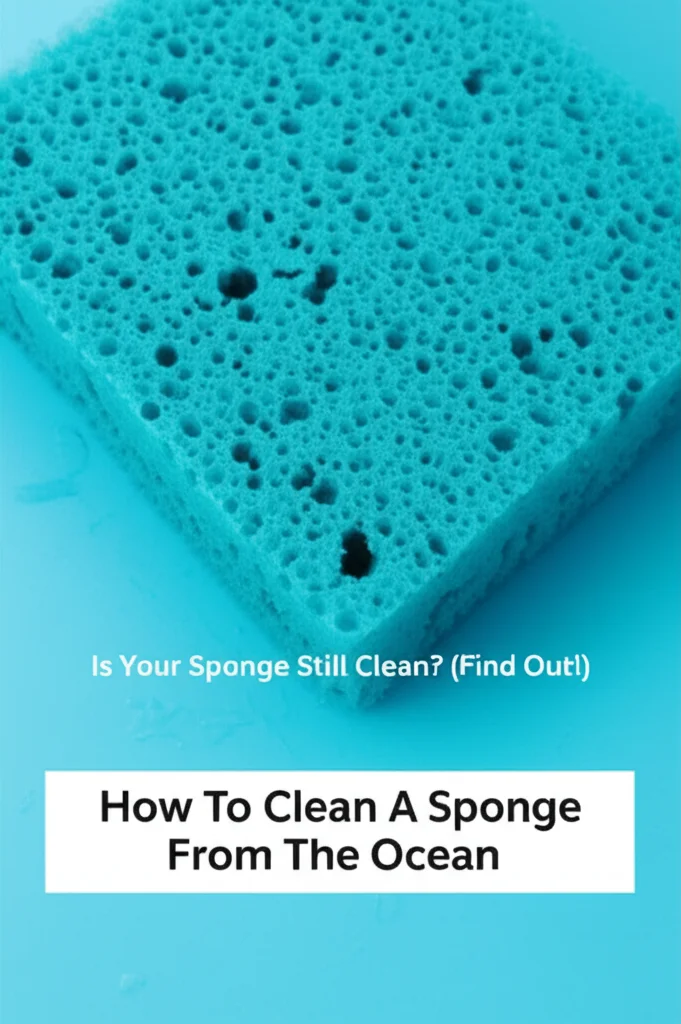 Is Your Sponge Still Clean? (Find Out!)
How To Clean A Sponge
From The Ocean